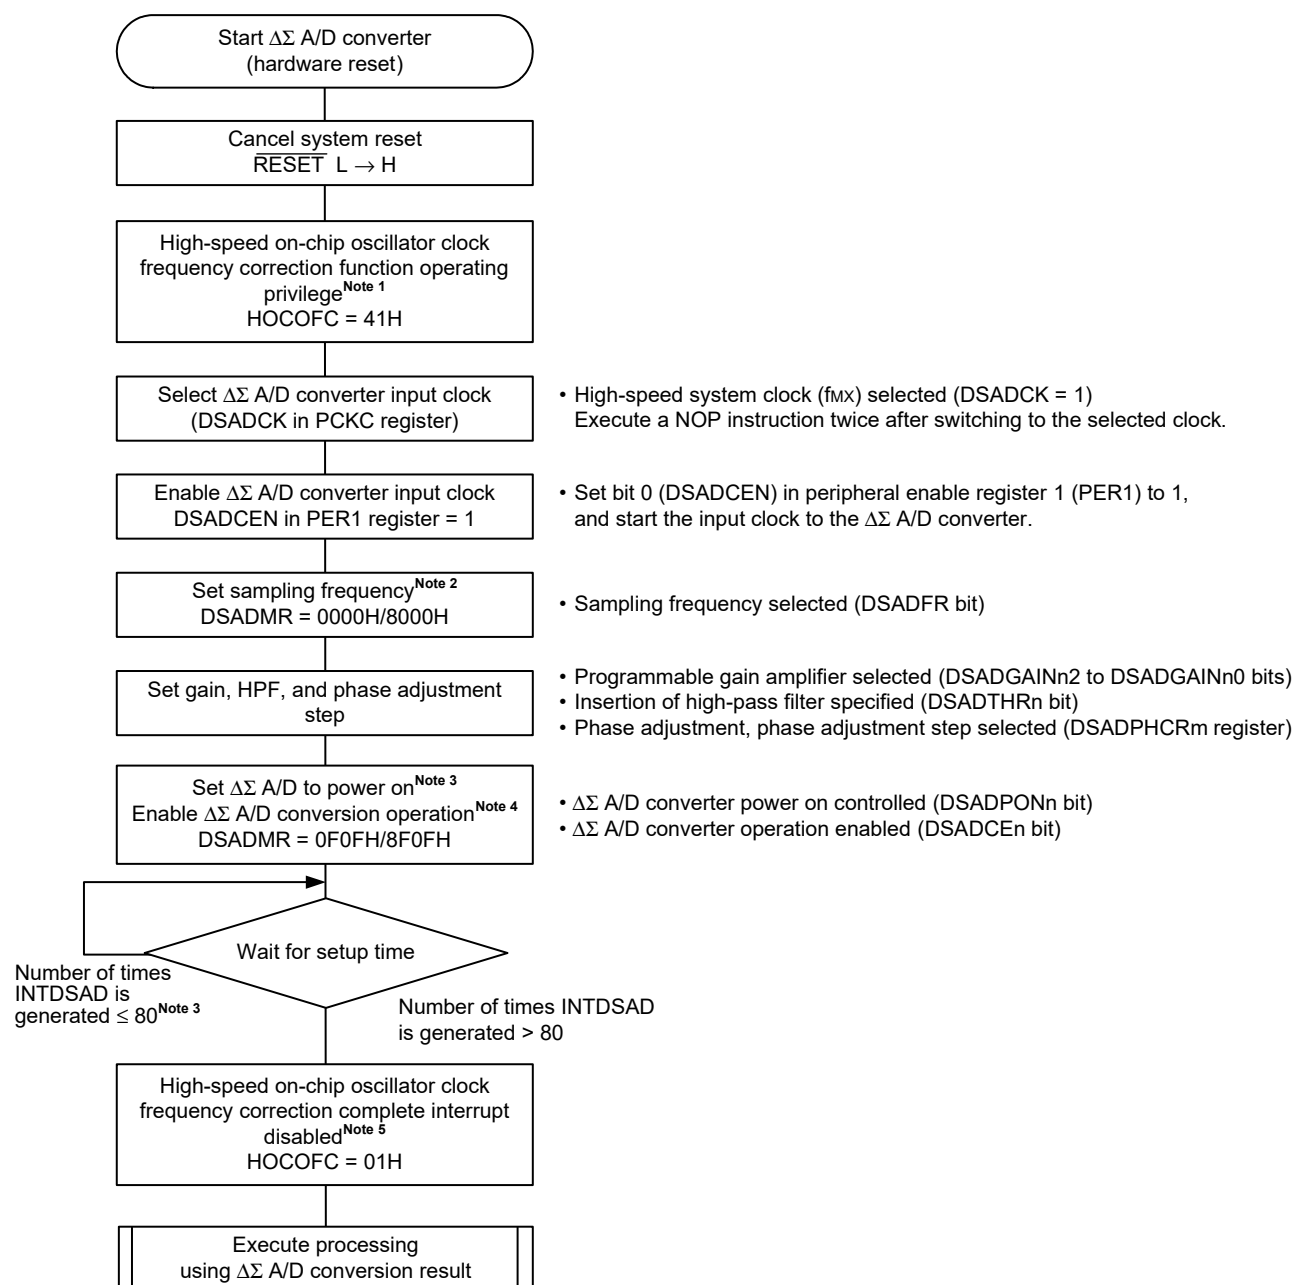 Start ΔΣ A/D converter
(hardware reset)
Cancel system reset
RESET L → H
High-speed on-chip oscillator clock
frequency correction function operating
privilegeNote 1
HOCOFC = 41H
Select ΔΣ A/D converter input clock
(DSADCK in PCKC register)
• High-speed system clock (fMX) selected (DSADCK = 1)
Execute a NOP instruction twice after switching to the selected clock.
Enable ΔΣ A/D converter input clock
DSADCEN in PER1 register = 1
• Set bit 0 (DSADCEN) in peripheral enable register 1 (PER1) to 1,
and start the input clock to the ΔΣ A/D converter.
Set sampling frequencyNote 2
DSADMR = 0000H/8000H
• Sampling frequency selected (DSADFR bit)
Set gain, HPF, and phase adjustment
step
• Programmable gain amplifier selected (DSADGAINn2 to DSADGAINn0 bits)
• Insertion of high-pass filter specified (DSADTHRn bit)
• Phase adjustment, phase adjustment step selected (DSADPHCRm register)
Set ΔΣ A/D to power onNote 3
Enable ΔΣ A/D conversion operationNote 4
DSADMR = 0F0FH/8F0FH
• ΔΣ A/D converter power on controlled (DSADPONn bit)
• ΔΣ A/D converter operation enabled (DSADCEn bit)
Wait for setup time
Number of times
INTDSAD is
generated ≤ 80Note 3
Number of times INTDSAD
is generated > 80
High-speed on-chip oscillator clock
frequency correction complete interrupt
disabledNote 5
HOCOFC = 01H
Execute processing
using ΔΣ A/D conversion result